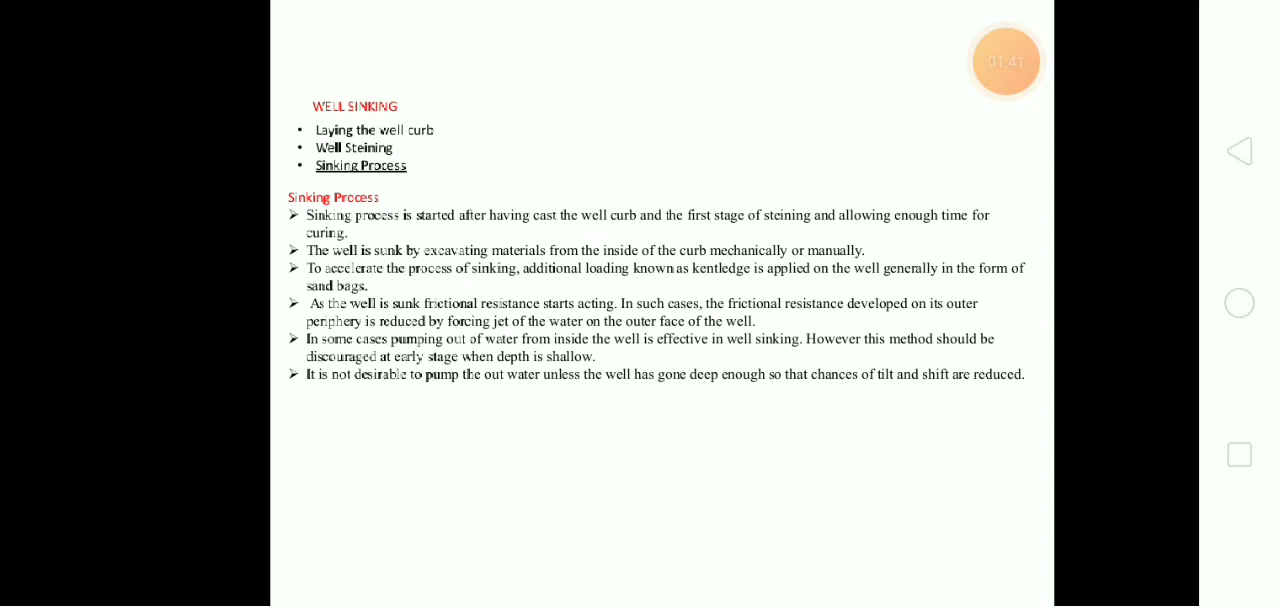 01:41
WELL SINKING
• Laying the well curb
• Well Steining
• Sinking Process
Sinking Process
➢ Sinking process is started after having cast the well curb and the first stage of steining and allowing enough time for
curing.
➢ The well is sunk by excavating materials from the inside of the curb mechanically or manually.
➢ To accelerate the process of sinking, additional loading known as kentledge is applied on the well generally in the form of
sand bags.
➢ As the well is sunk frictional resistance starts acting. In such cases, the frictional resistance developed on its outer
periphery is reduced by forcing jet of the water on the outer face of the well.
➢ In some cases pumping out of water from inside the well is effective in well sinking. However this method should be
discouraged at early stage when depth is shallow.
➢ It is not desirable to pump the out water unless the well has gone deep enough so that chances of tilt and shift are reduced.